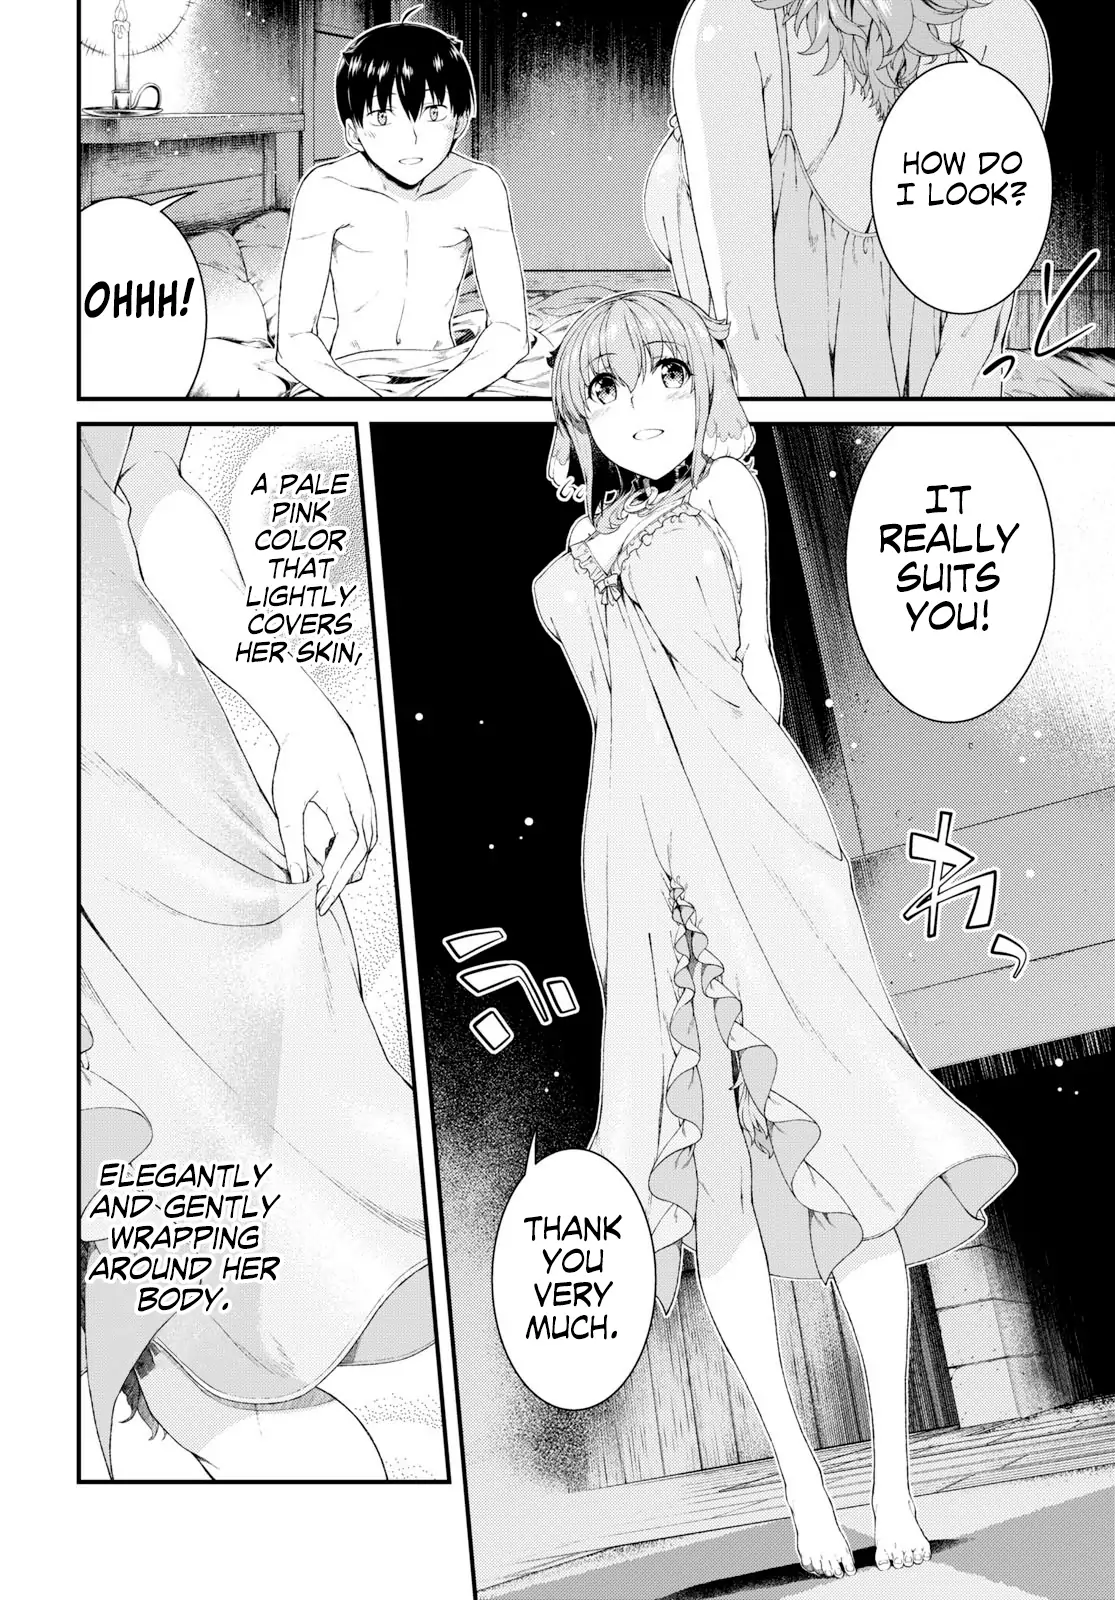 HOW DO
I LOOK?
OHHH!
IT
REALLY
SUITS
YOU!
わっ
じ
THANK
YOU
VERY
MUCH.
A PALE
PINK
COLOR
THAT
LIGHTLY
COVERS
HER SKIN,
ELEGANTLY
AND GENTLY
WRAPPING
AROUND HER
BODY.